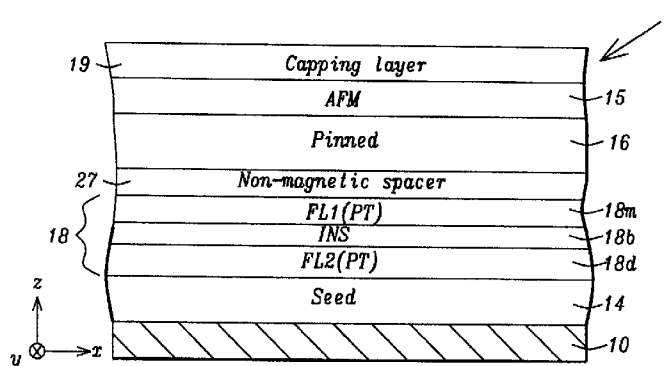 19 Capping layer
AFM 15
Pinned 16
27 Non-magnetic spacer
FL1(PT) 18m
18 INS 18b
FL2(PT) 18d
z Seed 14
y x 10